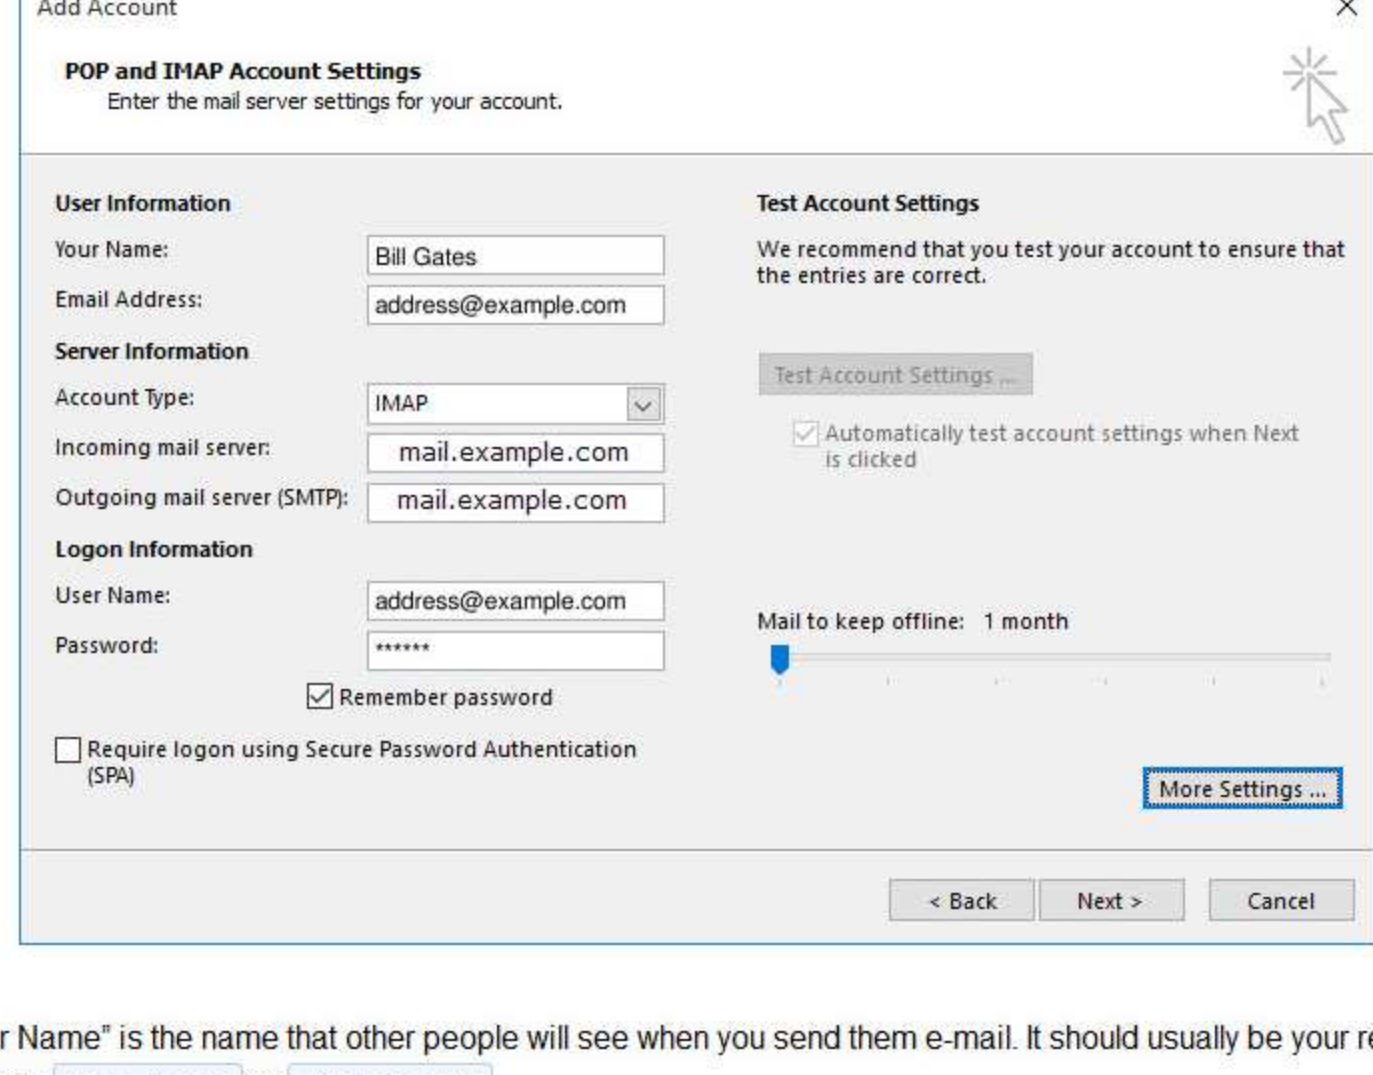 Add Account
POP and IMAP Account Settings
Enter the mail server settings for your account.
User Information
Your Name: Bill Gates
Email Address: address@example.com
Server Information
Account Type: IMAP
Incoming mail server: mail.example.com
Outgoing mail server (SMTP): mail.example.com
Logon Information
User Name: address@example.com
Password: ******
Remember password
Require logon using Secure Password Authentication
(SPA)
Test Account Settings
We recommend that you test your account to ensure that
the entries are correct.
Test Account Settings ...
Automatically test account settings when Next
is clicked
Mail to keep offline: 1 month
More Settings ...
< Back Next > Cancel
r Name" is the name that other people will see when you send them e-mail. It should usually be your